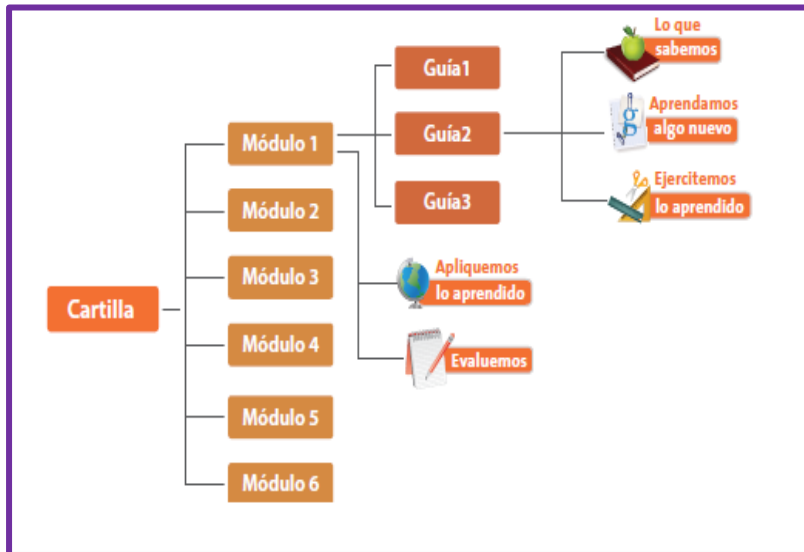 Cartilla
Módulo 1
Módulo 2
Módulo 3
Módulo 4
Módulo 5
Módulo 6
Guía1
Guía2
Guía3
Apliquemos
lo aprendido
Evaluemos
Lo que
sabemos
Aprendamos
algo nuevo
Ejercitemos
lo aprendido